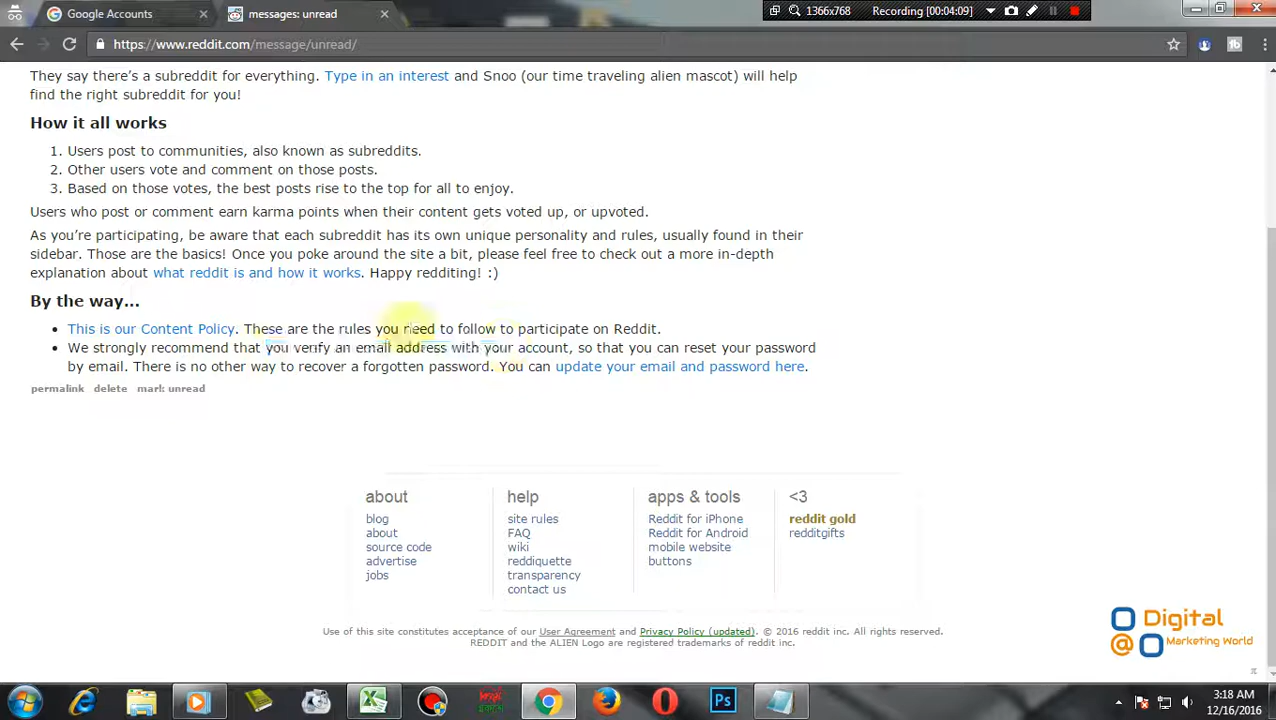 Google Accounts
messages: unread
1366x768
Recording [00:04:09]
https://www.reddit.com/message/unread/
They say there's a subreddit for everything. Type in an interest and Snoo (our time traveling alien mascot) will help
find the right subreddit for you!
How it all works
1. Users post to communities, also known as subreddits.
2. Other users vote and comment on those posts.
3. Based on those votes, the best posts rise to the top for all to enjoy.
Users who post or comment earn karma points when their content gets voted up, or upvoted.
As you're participating, be aware that each subreddit has its own unique personality and rules, usually found in their
sidebar. Those are the basics! Once you poke around the site a bit, please feel free to check out a more in-depth
explanation about what reddit is and how it works. Happy redditing! :)
By the way...
• This is our Content Policy. These are the rules you need to follow to participate on Reddit.
• We strongly recommend that you verify an email address with your account, so that you can reset your password
by email. There is no other way to recover a forgotten password. You can update your email and password here.
permalink delete mark unread
about
blog
about
source code
advertise
jobs
help
site rules
FAQ
wiki
reddiquette
transparency
contact us
apps & tools
Reddit for iPhone
Reddit for Android
mobile website
buttons
<3
reddit gold
redditgifts
Use of this site constitutes acceptance of our User Agreement and Privacy Policy (updated). © 2016 reddit inc. All rights reserved.
REDDIT and the ALIEN Logo are registered trademarks of reddit inc.
π
Digital
@ Marketing World
Ps
3:18 AM
12/16/2016